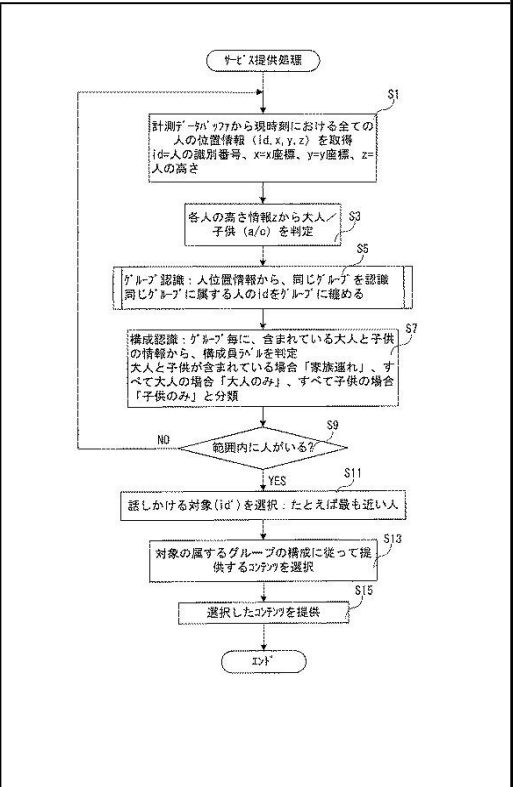 ｻｰﾋﾞｽ提供処理
S1
計測ﾃﾞｰﾀﾊﾞｯﾌｧから現時刻における全ての
人の位置情報（id,x,y,z）を取得
id=人の識別番号、x=x座標、y=y座標、z=
人の高さ
S3
各人の高さ情報zから大人／
子供（a/c）を判定
S5
ｸﾞﾙｰﾌﾟ認識：人位置情報から、同じｸﾞﾙｰﾌﾟを認識
同じｸﾞﾙｰﾌﾟに属する人のidをｸﾞﾙｰﾌﾟに纏める
S7
構成認識：ｸﾞﾙｰﾌﾟ毎に、含まれている大人と子供
の情報から、構成員ﾗﾍﾞﾙを判定
大人と子供が含まれている場合「家族連れ」、す
べて大人の場合「大人のみ」、すべて子供の場合
「子供のみ」と分類
S9
NO
範囲内に人がいる?
YES
S11
話しかける対象(id')を選択：たとえば最も近い人
S13
対象の属するグループの構成に従って提
供するｺﾝﾃﾝﾂを選択
S15
選択したｺﾝﾃﾝﾂを提供
ｴﾝﾄﾞ